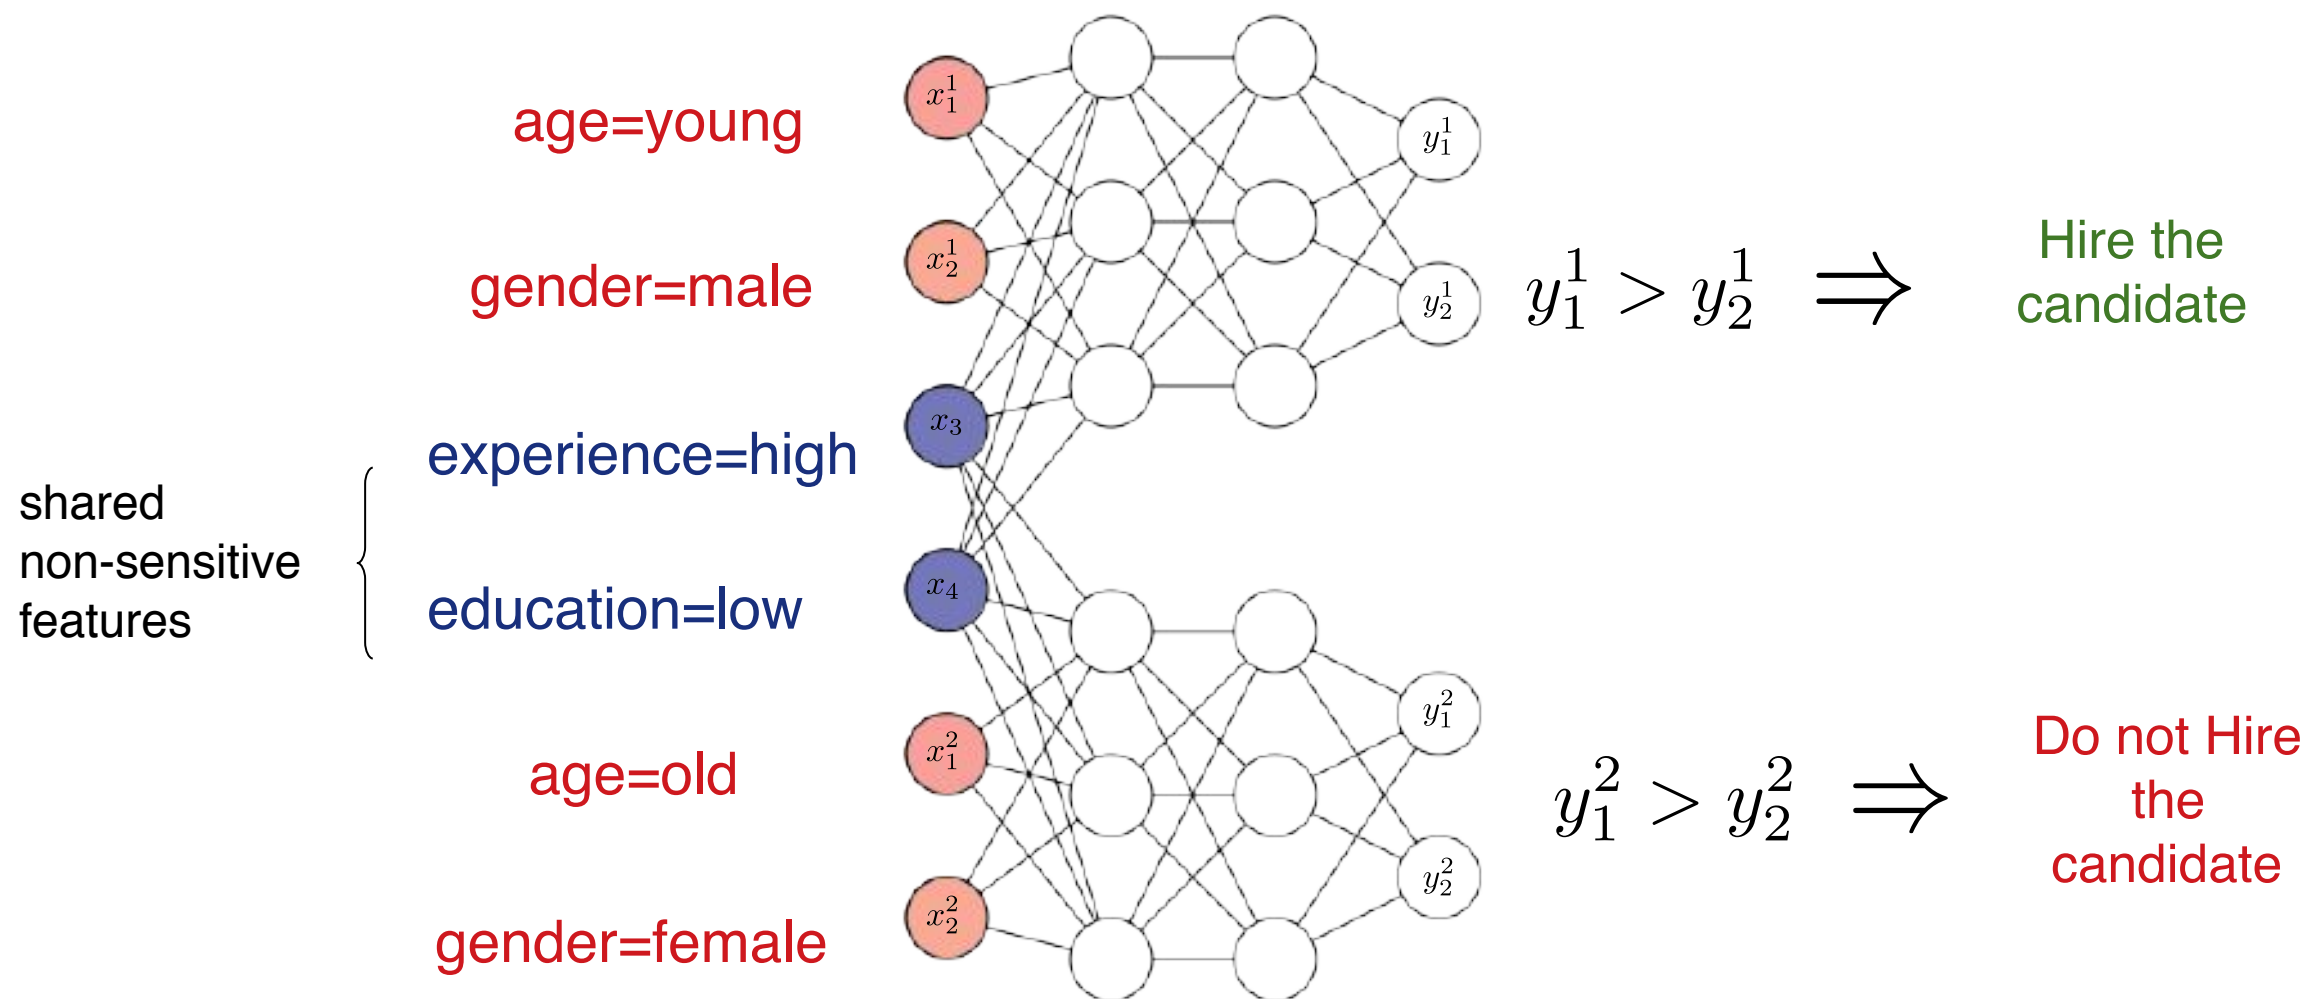 age=young
gender=male
experience=high
education=low
age=old
gender=female
shared
non-sensitive
features
x_1^1
x_2^1
x_3
x_4
x_1^2
x_2^2
y_1^1
y_2^1
y_1^2
y_2^2
y_1^1 > y_2^1 ⇒
Hire the
candidate
y_1^2 > y_2^2 ⇒
Do not Hire
the
candidate